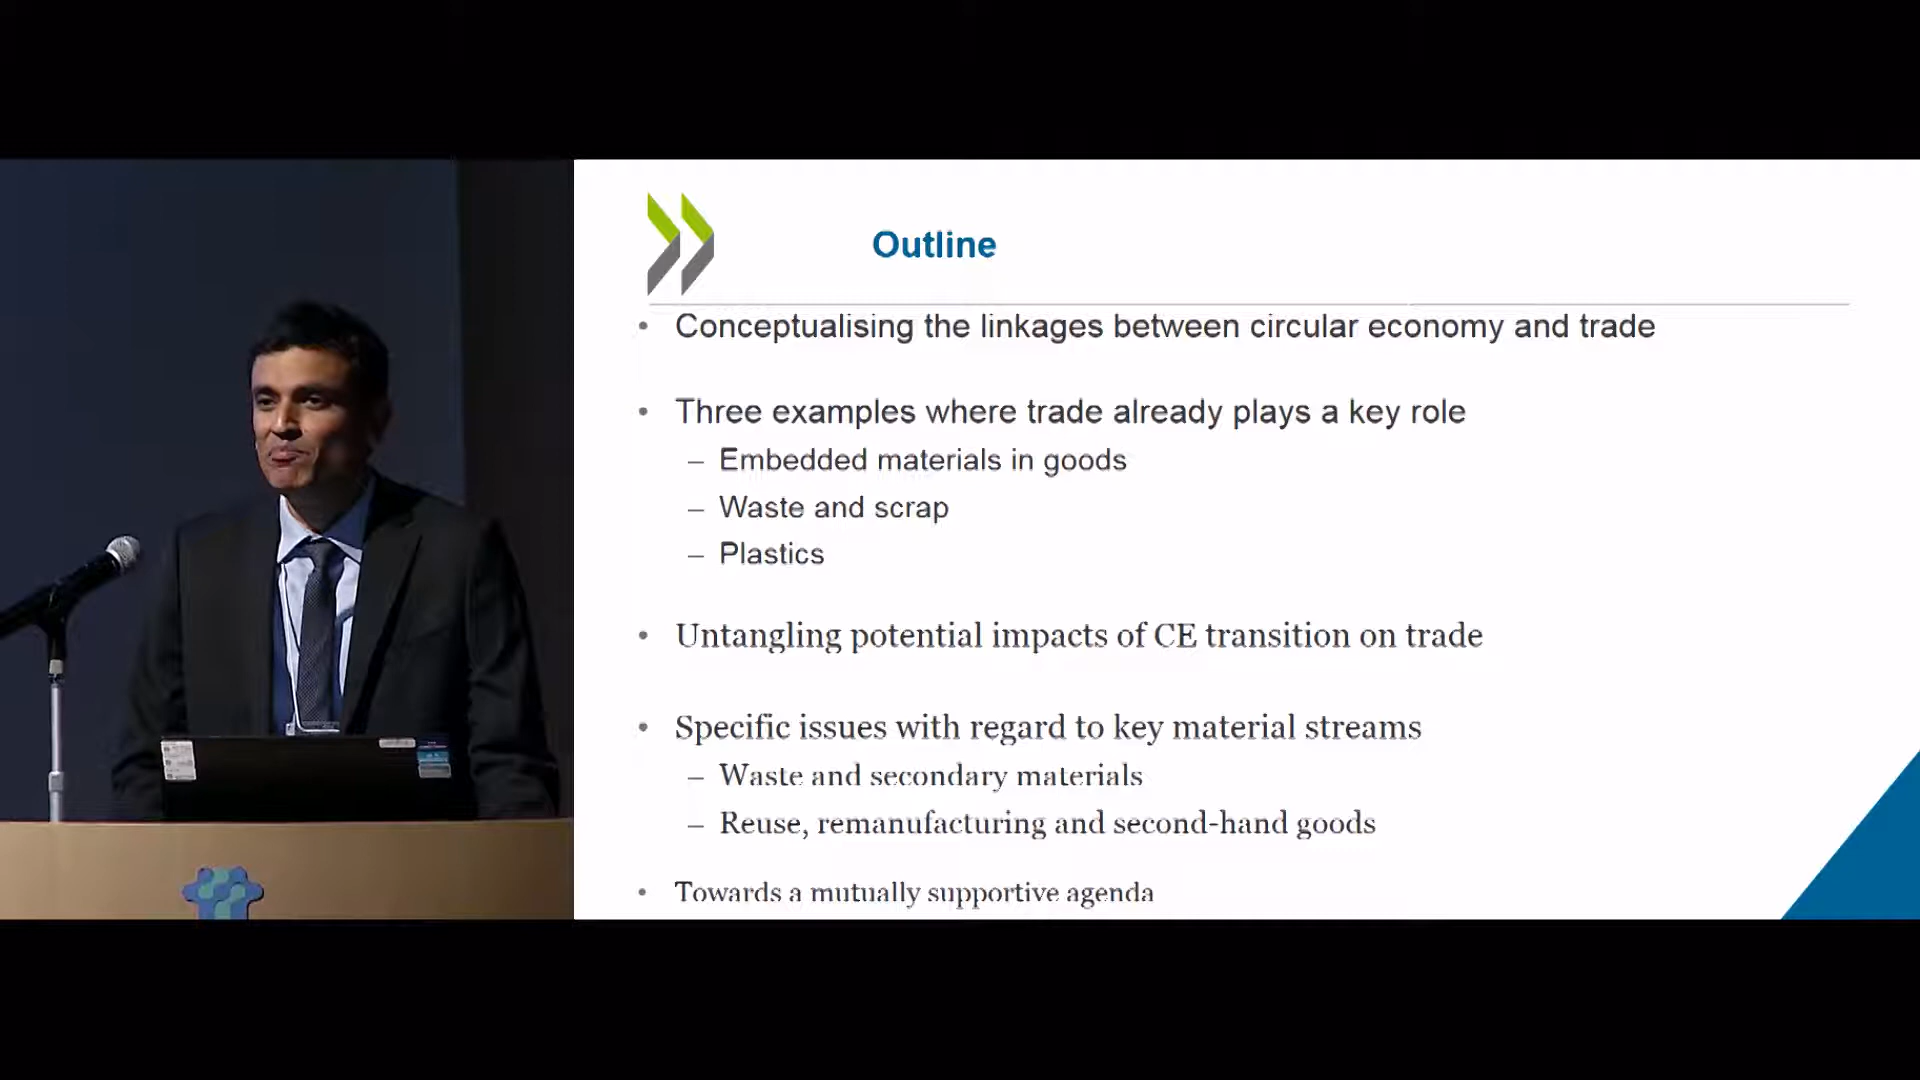 Outline
• Conceptualising the linkages between circular economy and trade
• Three examples where trade already plays a key role
– Embedded materials in goods
– Waste and scrap
– Plastics
• Untangling potential impacts of CE transition on trade
• Specific issues with regard to key material streams
– Waste and secondary materials
– Reuse, remanufacturing and second-hand goods
• Towards a mutually supportive agenda